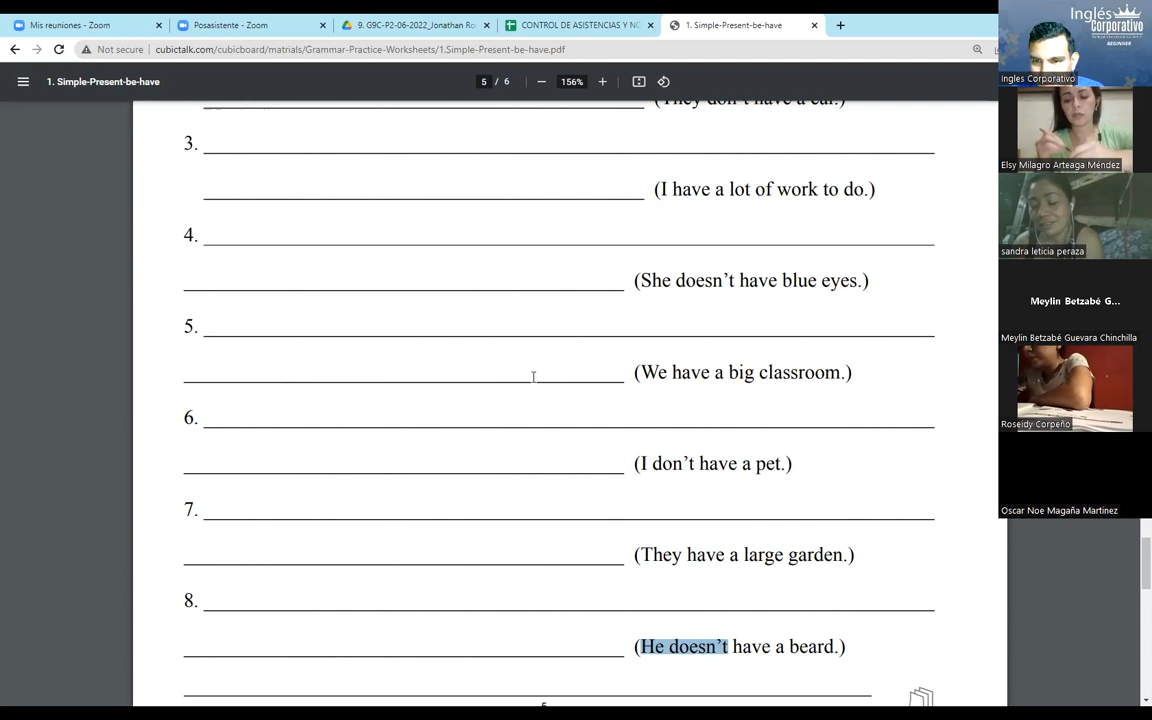 Mis reuniones - Zoom
Posasistente - Zoom
9. G9C-P2-06-2022_Jonathan Ro
CONTROL DE ASISTENCIAS Y NO
1. Simple-Present-be-have
Not secure
cubictalk.com/cubicboard/matrials/Grammar-Practice-Worksheets/1.Simple-Present-be-have.pdf
1. Simple-Present-be-have
5 / 6
156%
(They don't have a car.)
3.
(I have a lot of work to do.)
4.
(She doesn't have blue eyes.)
5.
(We have a big classroom.)
6.
(I don't have a pet.)
7.
(They have a large garden.)
8.
(He doesn't have a beard.)
Inglés
Corporativo
BEGINNER
Ingles Corporativo
Elsy Milagro Arteaga Méndez
sandra leticia peraza
Meylin Betzabé G...
Meylin Betzabé Guevara Chinchilla
Roseidy Corpeño
Oscar Noe Magaña Martinez